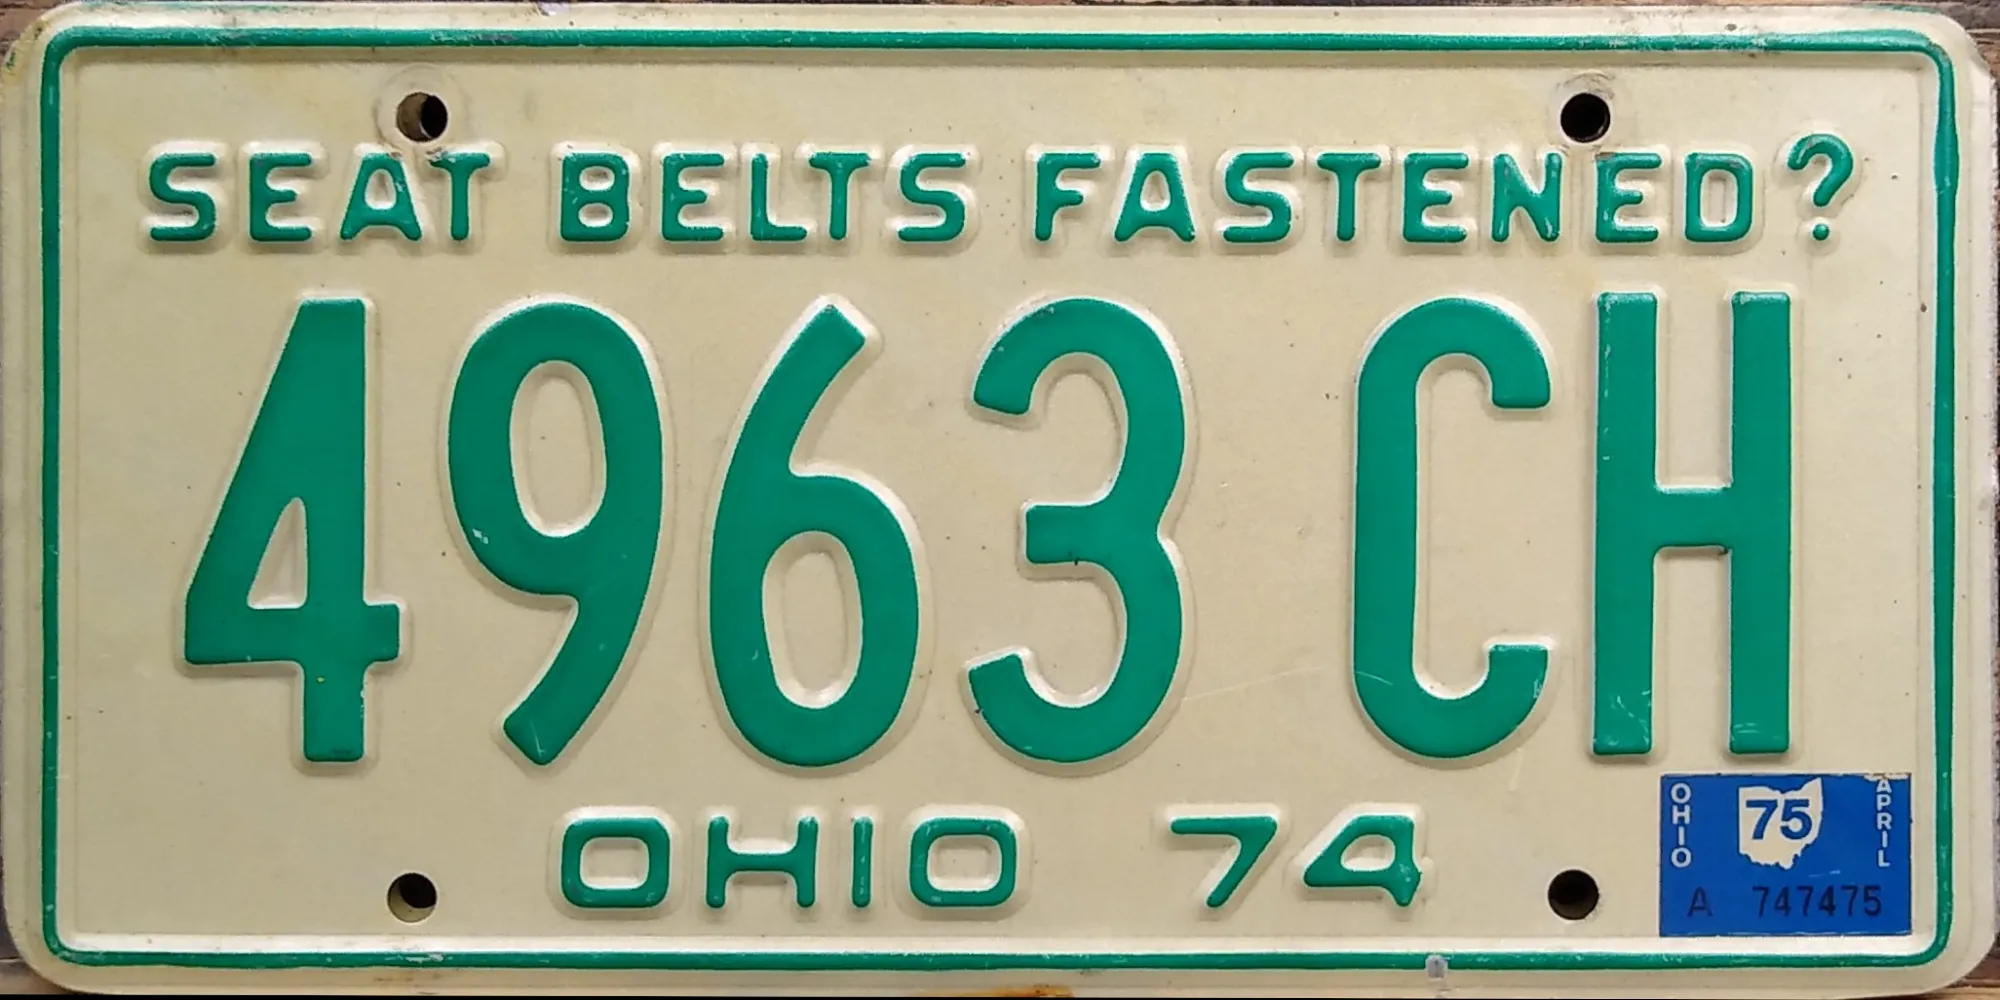 SEAT BELTS FASTENED?
4963 CH
OHIO 74
OHIO 75 APRIL
A 747475